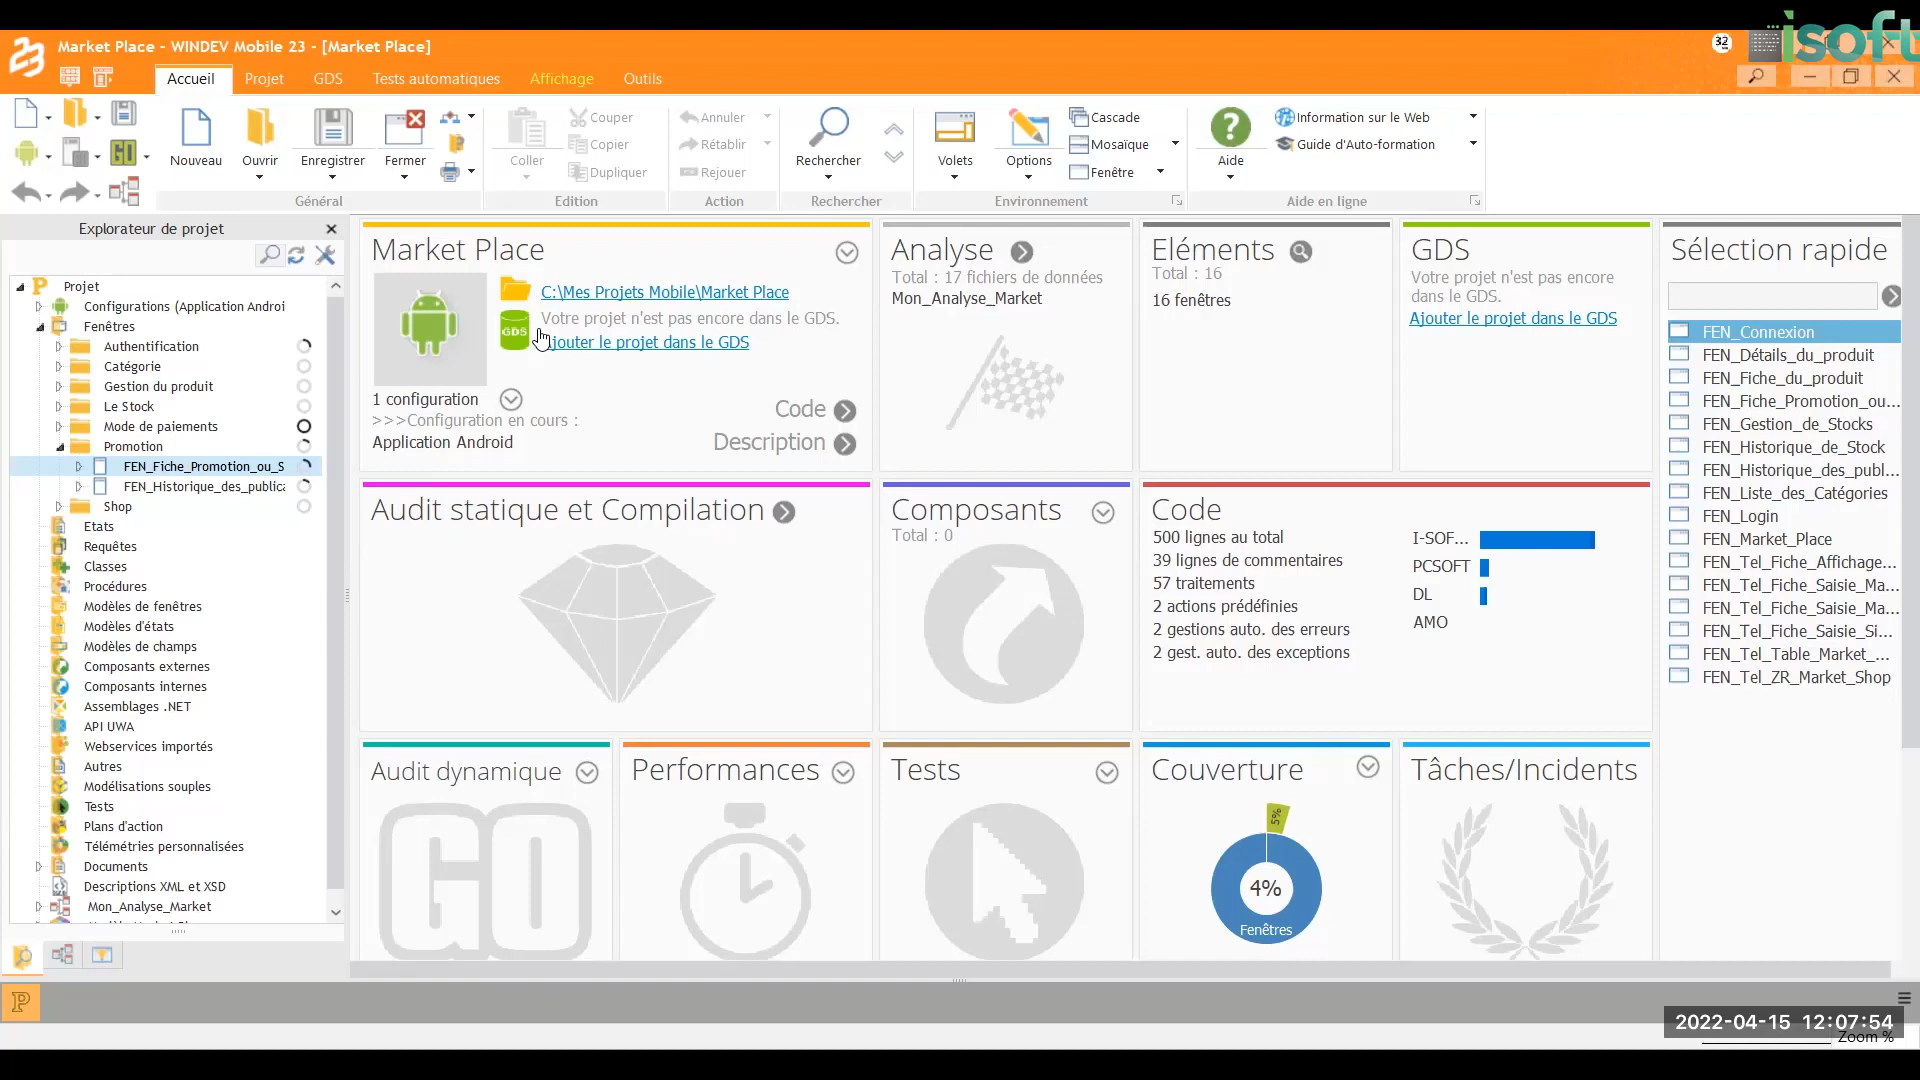 Market Place - WINDEV Mobile 23 - [Market Place]
32
isoft
Accueil
Projet
GDS
Tests automatiques
Affichage
Outils
Nouveau
Ouvrir
Enregistrer
Fermer
Général
Coller
Couper
Copier
Dupliquer
Edition
Annuler
Rétablir
Rejouer
Action
Rechercher
Rechercher
Volets
Options
Cascade
Mosaïque
Fenêtre
Environnement
Aide
Information sur le Web
Guide d'Auto-formation
Aide en ligne
Explorateur de projet
Projet
Configurations (Application Androi
Fenêtres
Authentification
Catégorie
Gestion du produit
Le Stock
Mode de paiements
Promotion
FEN_Fiche_Promotion_ou_S
FEN_Historique_des_publica
Shop
Etats
Requêtes
Classes
Procédures
Modèles de fenêtres
Modèles d'états
Modèles de champs
Composants externes
Composants internes
Assemblages .NET
API UWA
Webservices importés
Autres
Modélisations souples
Tests
Plans d'action
Télémétries personnalisées
Documents
Descriptions XML et XSD
Mon_Analyse_Market
Market Place
C:\Mes Projets Mobile\Market Place
GDS
Votre projet n'est pas encore dans le GDS.
Ajouter le projet dans le GDS
1 configuration
>>>Configuration en cours :
Application Android
Code
Description
Analyse
Total : 17 fichiers de données
Mon_Analyse_Market
Eléments
Total : 16
16 fenêtres
GDS
Votre projet n'est pas encore
dans le GDS.
Ajouter le projet dans le GDS
Audit statique et Compilation
Composants
Total : 0
Code
500 lignes au total
39 lignes de commentaires
57 traitements
2 actions prédéfinies
2 gestions auto. des erreurs
2 gest. auto. des exceptions
I-SOF...
PCSOFT
DL
AMO
Audit dynamique
GO
Performances
Tests
Couverture
5%
4%
Fenêtres
Tâches/Incidents
Sélection rapide
FEN_Connexion
FEN_Détails_du_produit
FEN_Fiche_du_produit
FEN_Fiche_Promotion_ou...
FEN_Gestion_de_Stocks
FEN_Historique_de_Stock
FEN_Historique_des_publ...
FEN_Liste_des_Catégories
FEN_Login
FEN_Market_Place
FEN_Tel_Fiche_Affichage...
FEN_Tel_Fiche_Saisie_Ma...
FEN_Tel_Fiche_Saisie_Ma...
FEN_Tel_Fiche_Saisie_Si...
FEN_Tel_Table_Market_...
FEN_Tel_ZR_Market_Shop
2022-04-15 12:07:54
Zoom %